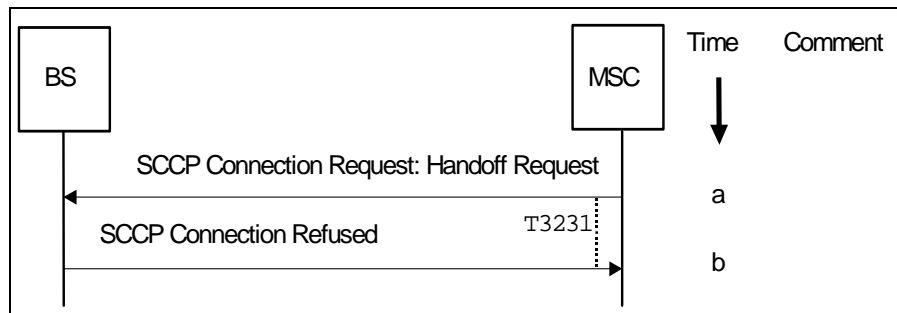 Time Comment
BS
MSC
SCCP Connection Request: Handoff Request
a
T3231
SCCP Connection Refused
b